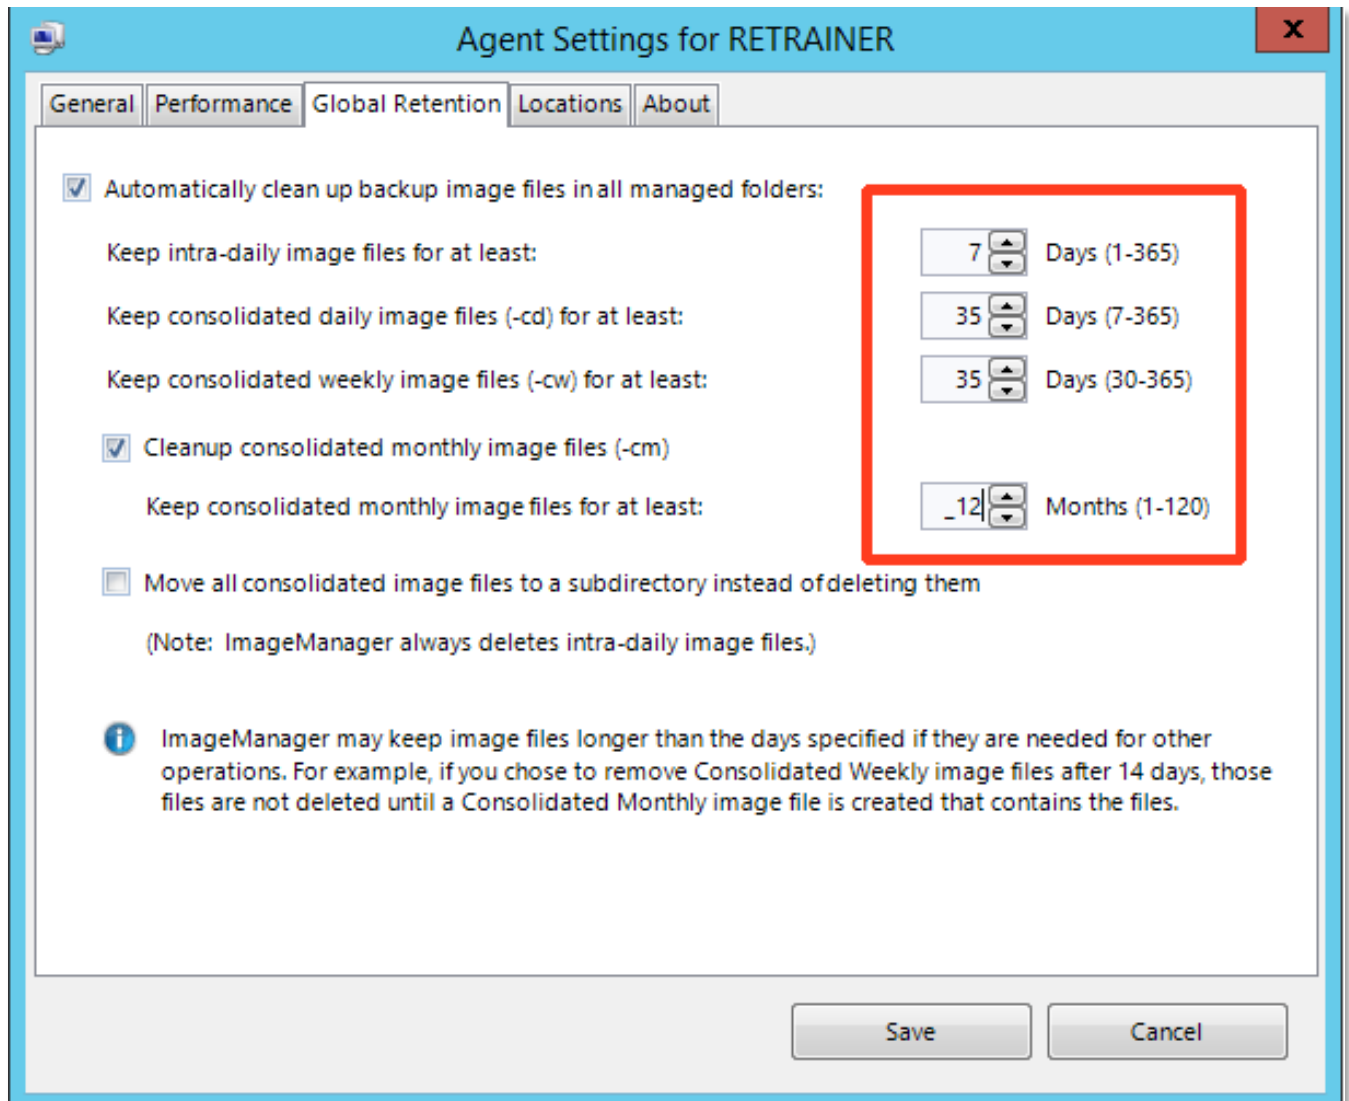 Agent Settings for RETRAINER
x
General Performance Global Retention Locations About
Automatically clean up backup image files in all managed folders:
Keep intra-daily image files for at least: 7 Days (1-365)
Keep consolidated daily image files (-cd) for at least: 35 Days (7-365)
Keep consolidated weekly image files (-cw) for at least: 35 Days (30-365)
Cleanup consolidated monthly image files (-cm)
Keep consolidated monthly image files for at least: _12 Months (1-120)
Move all consolidated image files to a subdirectory instead of deleting them
(Note: ImageManager always deletes intra-daily image files.)
ImageManager may keep image files longer than the days specified if they are needed for other
operations. For example, if you chose to remove Consolidated Weekly image files after 14 days, those
files are not deleted until a Consolidated Monthly image file is created that contains the files.
Save Cancel